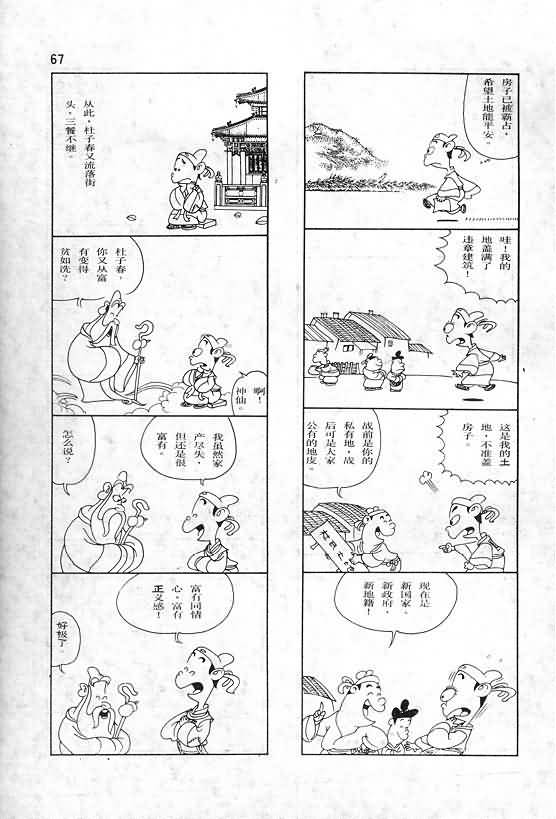 67
房子已被霸占，
希望土地能平安。
哇！我的
地盖满了
违章建筑！
这是我的土
地，不准盖
房子。
战前是你的
私有地，战
后可是大家
公有的地皮。
现在是
新国家，
新政府，
新地籍！
从此，杜子春又流落街
头，三餐不继。
杜子春，
你又从富
有变得
贫如洗？
啊！
神仙。
我虽然家
产尽失，
但还是很
富有。
怎么说？
富有同情
心，富有
正义感！
好极了。